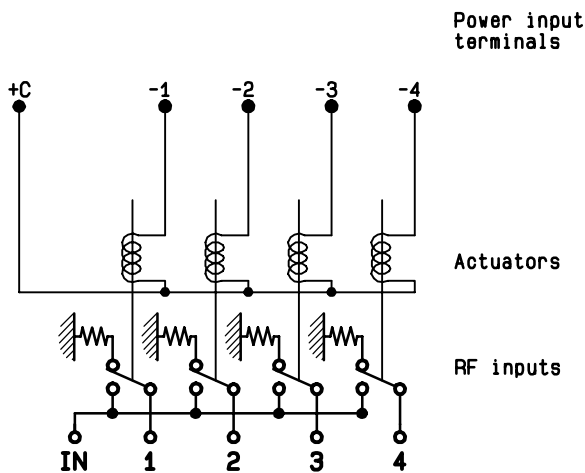 Power input
terminals
+C -1 -2 -3 -4
Actuators
RF inputs
IN 1 2 3 4